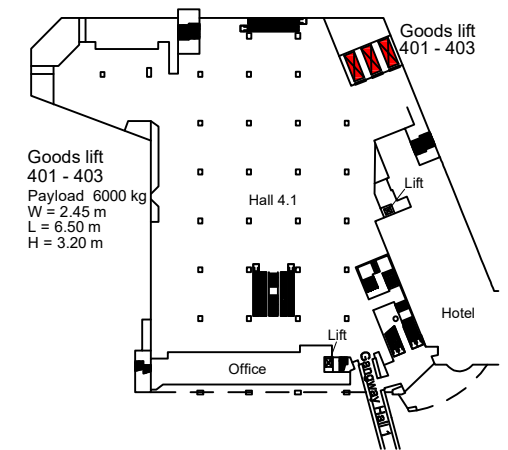 Goods lift
401 - 403
Goods lift
401 - 403
Payload 6000 kg
W = 2.45 m
L = 6.50 m
H = 3.20 m
Lift
Hall 4.1
Hotel
Lift
Office
Gangway Hall 1